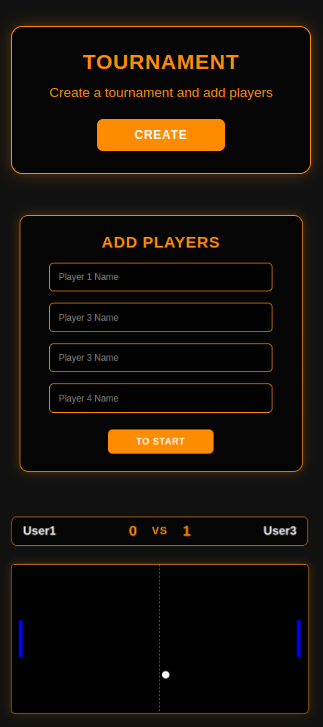 TOURNAMENT
Create a tournament and add players
CREATE
ADD PLAYERS
Player 1 Name
Player 3 Name
Player 3 Name
Player 4 Name
TO START
User1 0 VS 1 User3